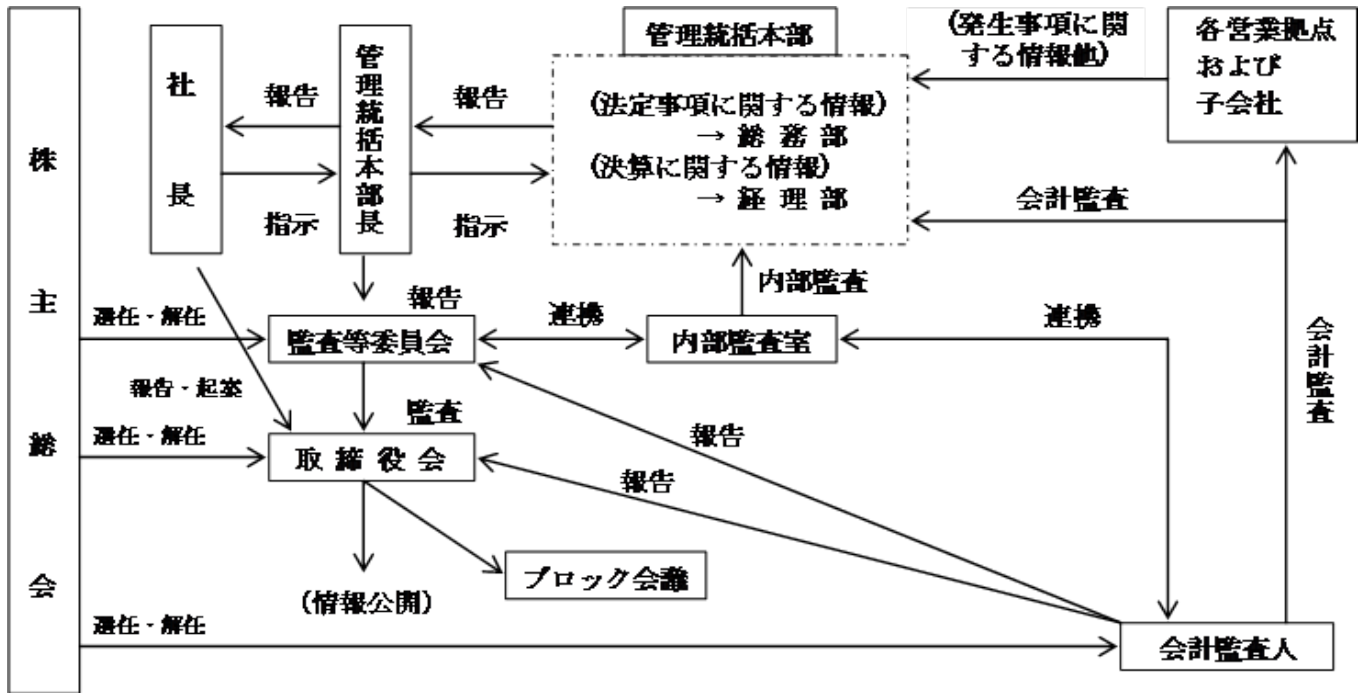 株主総会
社長
管理統括本部長
管理統括本部
(発生事項に関
する情報他)
各営業拠点
および
子会社
報告
報告
(法定事項に関する情報)
→ 総務部
(決算に関する情報)
→ 経理部
指示
指示
会計監査
内部監査
報告
選任・解任
連携
連携
監査等委員会
内部監査室
会計監査
報告・起案
監査
選任・解任
取締役会
報告
報告
ブロック会議
(情報公開)
選任・解任
会計監査人